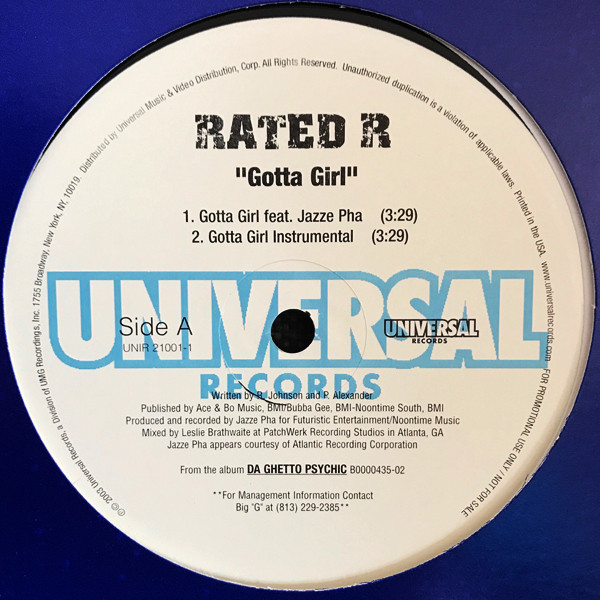 RATED R
"Gotta Girl"
1. Gotta Girl feat. Jazze Pha (3:29)
2. Gotta Girl Instrumental (3:29)
UNIVERSAL
RECORDS
Side A
UNIR 21001-1
UNIVERSAL
RECORDS
Written by R. Johnson and P. Alexander
Published by Ace & Bo Music, BMI/Bubba Gee, BMI-Noontime South, BMI
Produced and recorded by Jazze Pha for Futuristic Entertainment/Noontime Music
Mixed by Leslie Brathwaite at PatchWerk Recording Studios in Atlanta, GA
Jazze Pha appears courtesy of Atlantic Recording Corporation
From the album DA GHETTO PSYCHIC B0000435-02
**For Management Information Contact
Big "G" at (813) 229-2385**
℗© 2003 Universal Records, a Division of UMG Recordings, Inc. 1755 Broadway, New York, NY, 10019. Distributed by Universal Music & Video Distribution, Corp. All Rights Reserved. Unauthorized duplication is a violation of applicable laws. Printed in the USA. www.universalrecords.com -FOR PROMOTIONAL USE ONLY / NOT FOR SALE